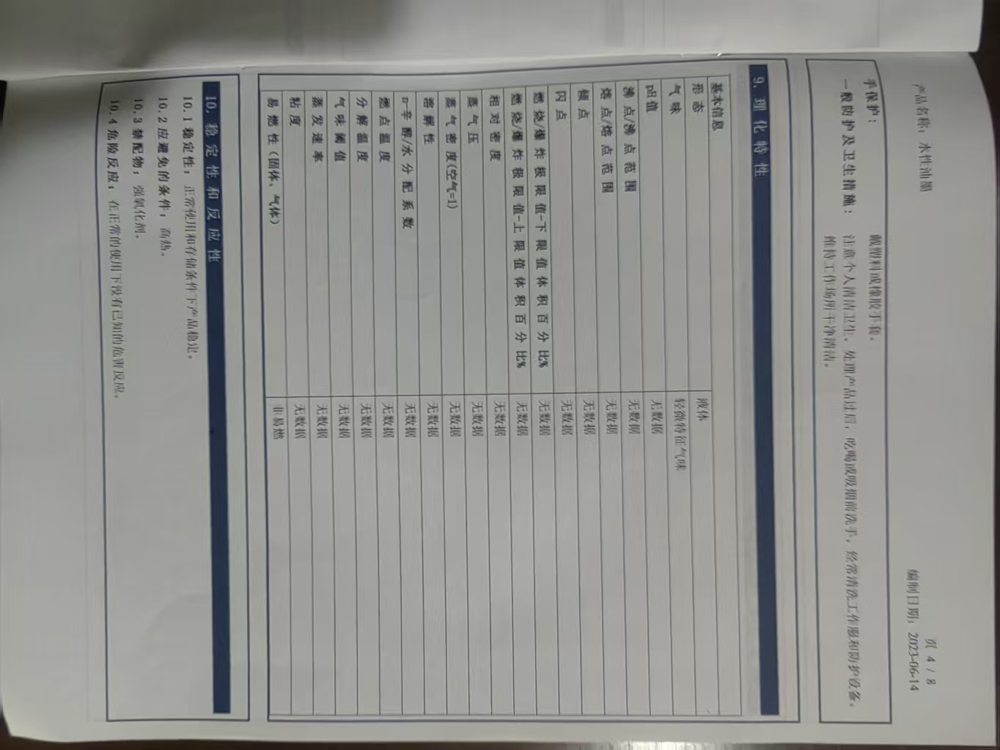 产品名称：水性油墨
页 4 / 8
编制日期：2023-06-14
手保护：
戴塑料或橡胶手套。
一般防护及卫生措施：
注意个人清洁卫生。处理产品过后，吃喝或吸烟前洗手。经常清洗工作服和防护设备。
维持工作场所干净清洁。
9. 理化特性
基本信息
形态 液体
气味 轻微特征气味
pH值 无数据
沸点/沸点范围 无数据
熔点/熔点范围 无数据
倾点 无数据
闪点 无数据
燃烧/爆炸极限值-下限值体积百分比% 无数据
燃烧/爆炸极限值-上限值体积百分比% 无数据
相对密度 无数据
蒸气压 无数据
蒸气密度(空气=1) 无数据
溶解性 无数据
n-辛醇/水分配系数 无数据
燃点温度 无数据
分解温度 无数据
气味阈值 无数据
蒸发速率 无数据
粘度 无数据
易燃性（固体、气体） 非易燃
10. 稳定性和反应性
10.1 稳定性：正常使用和存储条件下产品稳定。
10.2 应避免的条件：高热。
10.3 禁配物：强氧化剂。
10.4 危险反应：在正常的使用下没有已知的危害反应。